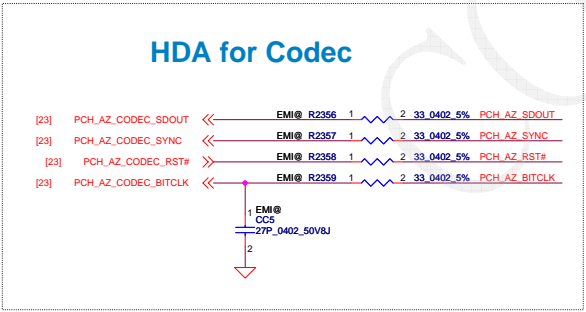 HDA for Codec
[23] PCH_AZ_CODEC_SDOUT EMI@ R2356 1 2 33_0402_5% PCH_AZ_SDOUT
[23] PCH_AZ_CODEC_SYNC EMI@ R2357 1 2 33_0402_5% PCH_AZ_SYNC
[23] PCH_AZ_CODEC_RST# EMI@ R2358 1 2 33_0402_5% PCH_AZ_RST#
[23] PCH_AZ_CODEC_BITCLK EMI@ R2359 1 2 33_0402_5% PCH_AZ_BITCLK
1 EMI@
CC5
27P_0402_50V8J
2